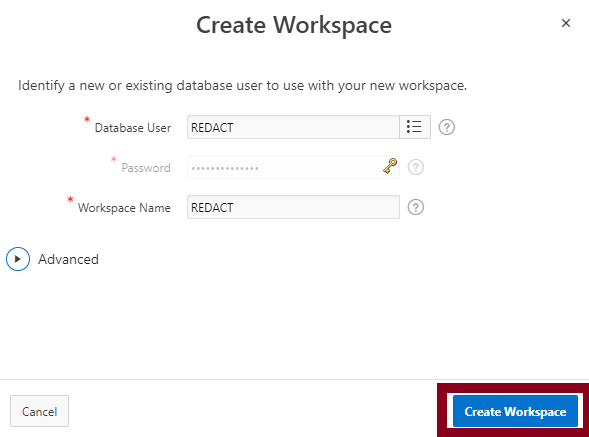 Create Workspace
×
Identify a new or existing database user to use with your new workspace.
* Database User REDACT ?
* Password •••••••••••••• ?
* Workspace Name REDACT ?
Advanced
Cancel Create Workspace